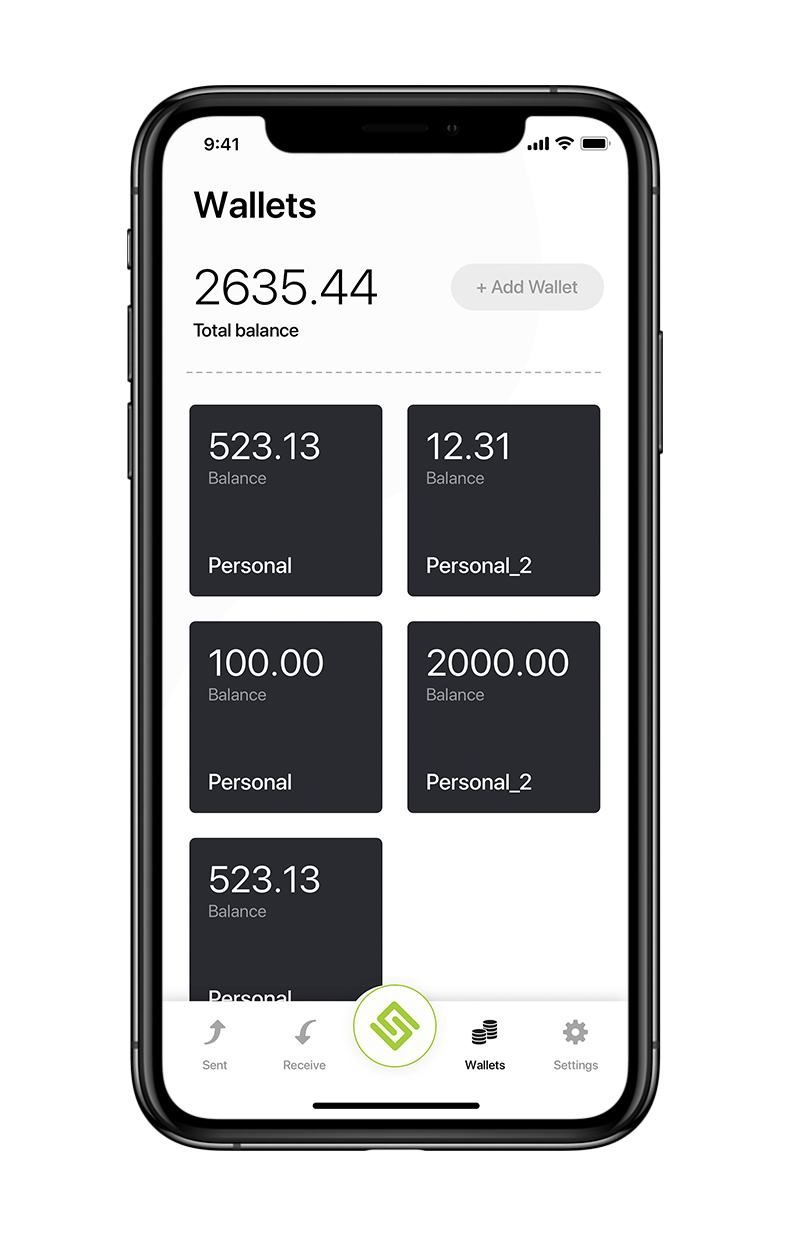 9:41
Wallets
2635.44
+ Add Wallet
Total balance
523.13
Balance
Personal
12.31
Balance
Personal_2
100.00
Balance
Personal
2000.00
Balance
Personal_2
523.13
Balance
Personal
Sent
Receive
Wallets
Settings